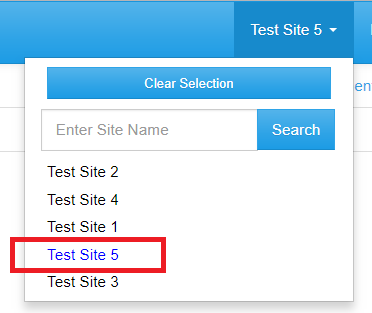 Test Site 5
Clear Selection
Enter Site Name
Search
Test Site 2
Test Site 4
Test Site 1
Test Site 5
Test Site 3